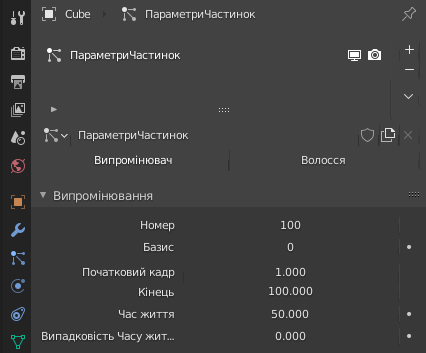 Cube ПараметриЧастинок
ПараметриЧастинок
ПараметриЧастинок
Випромінювач Волосся
Випромінювання
Номер 100
Базис 0
Початковий кадр 1.000
Кінець 100.000
Час життя 50.000
Випадковість Часу жит... 0.000